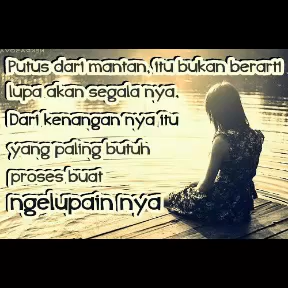 Putus dari mantan, itu bukan berarti
lupa akan segala nya.
Dari kenangan nya itu
yang paling butuh
proses buat
ngelupain nya